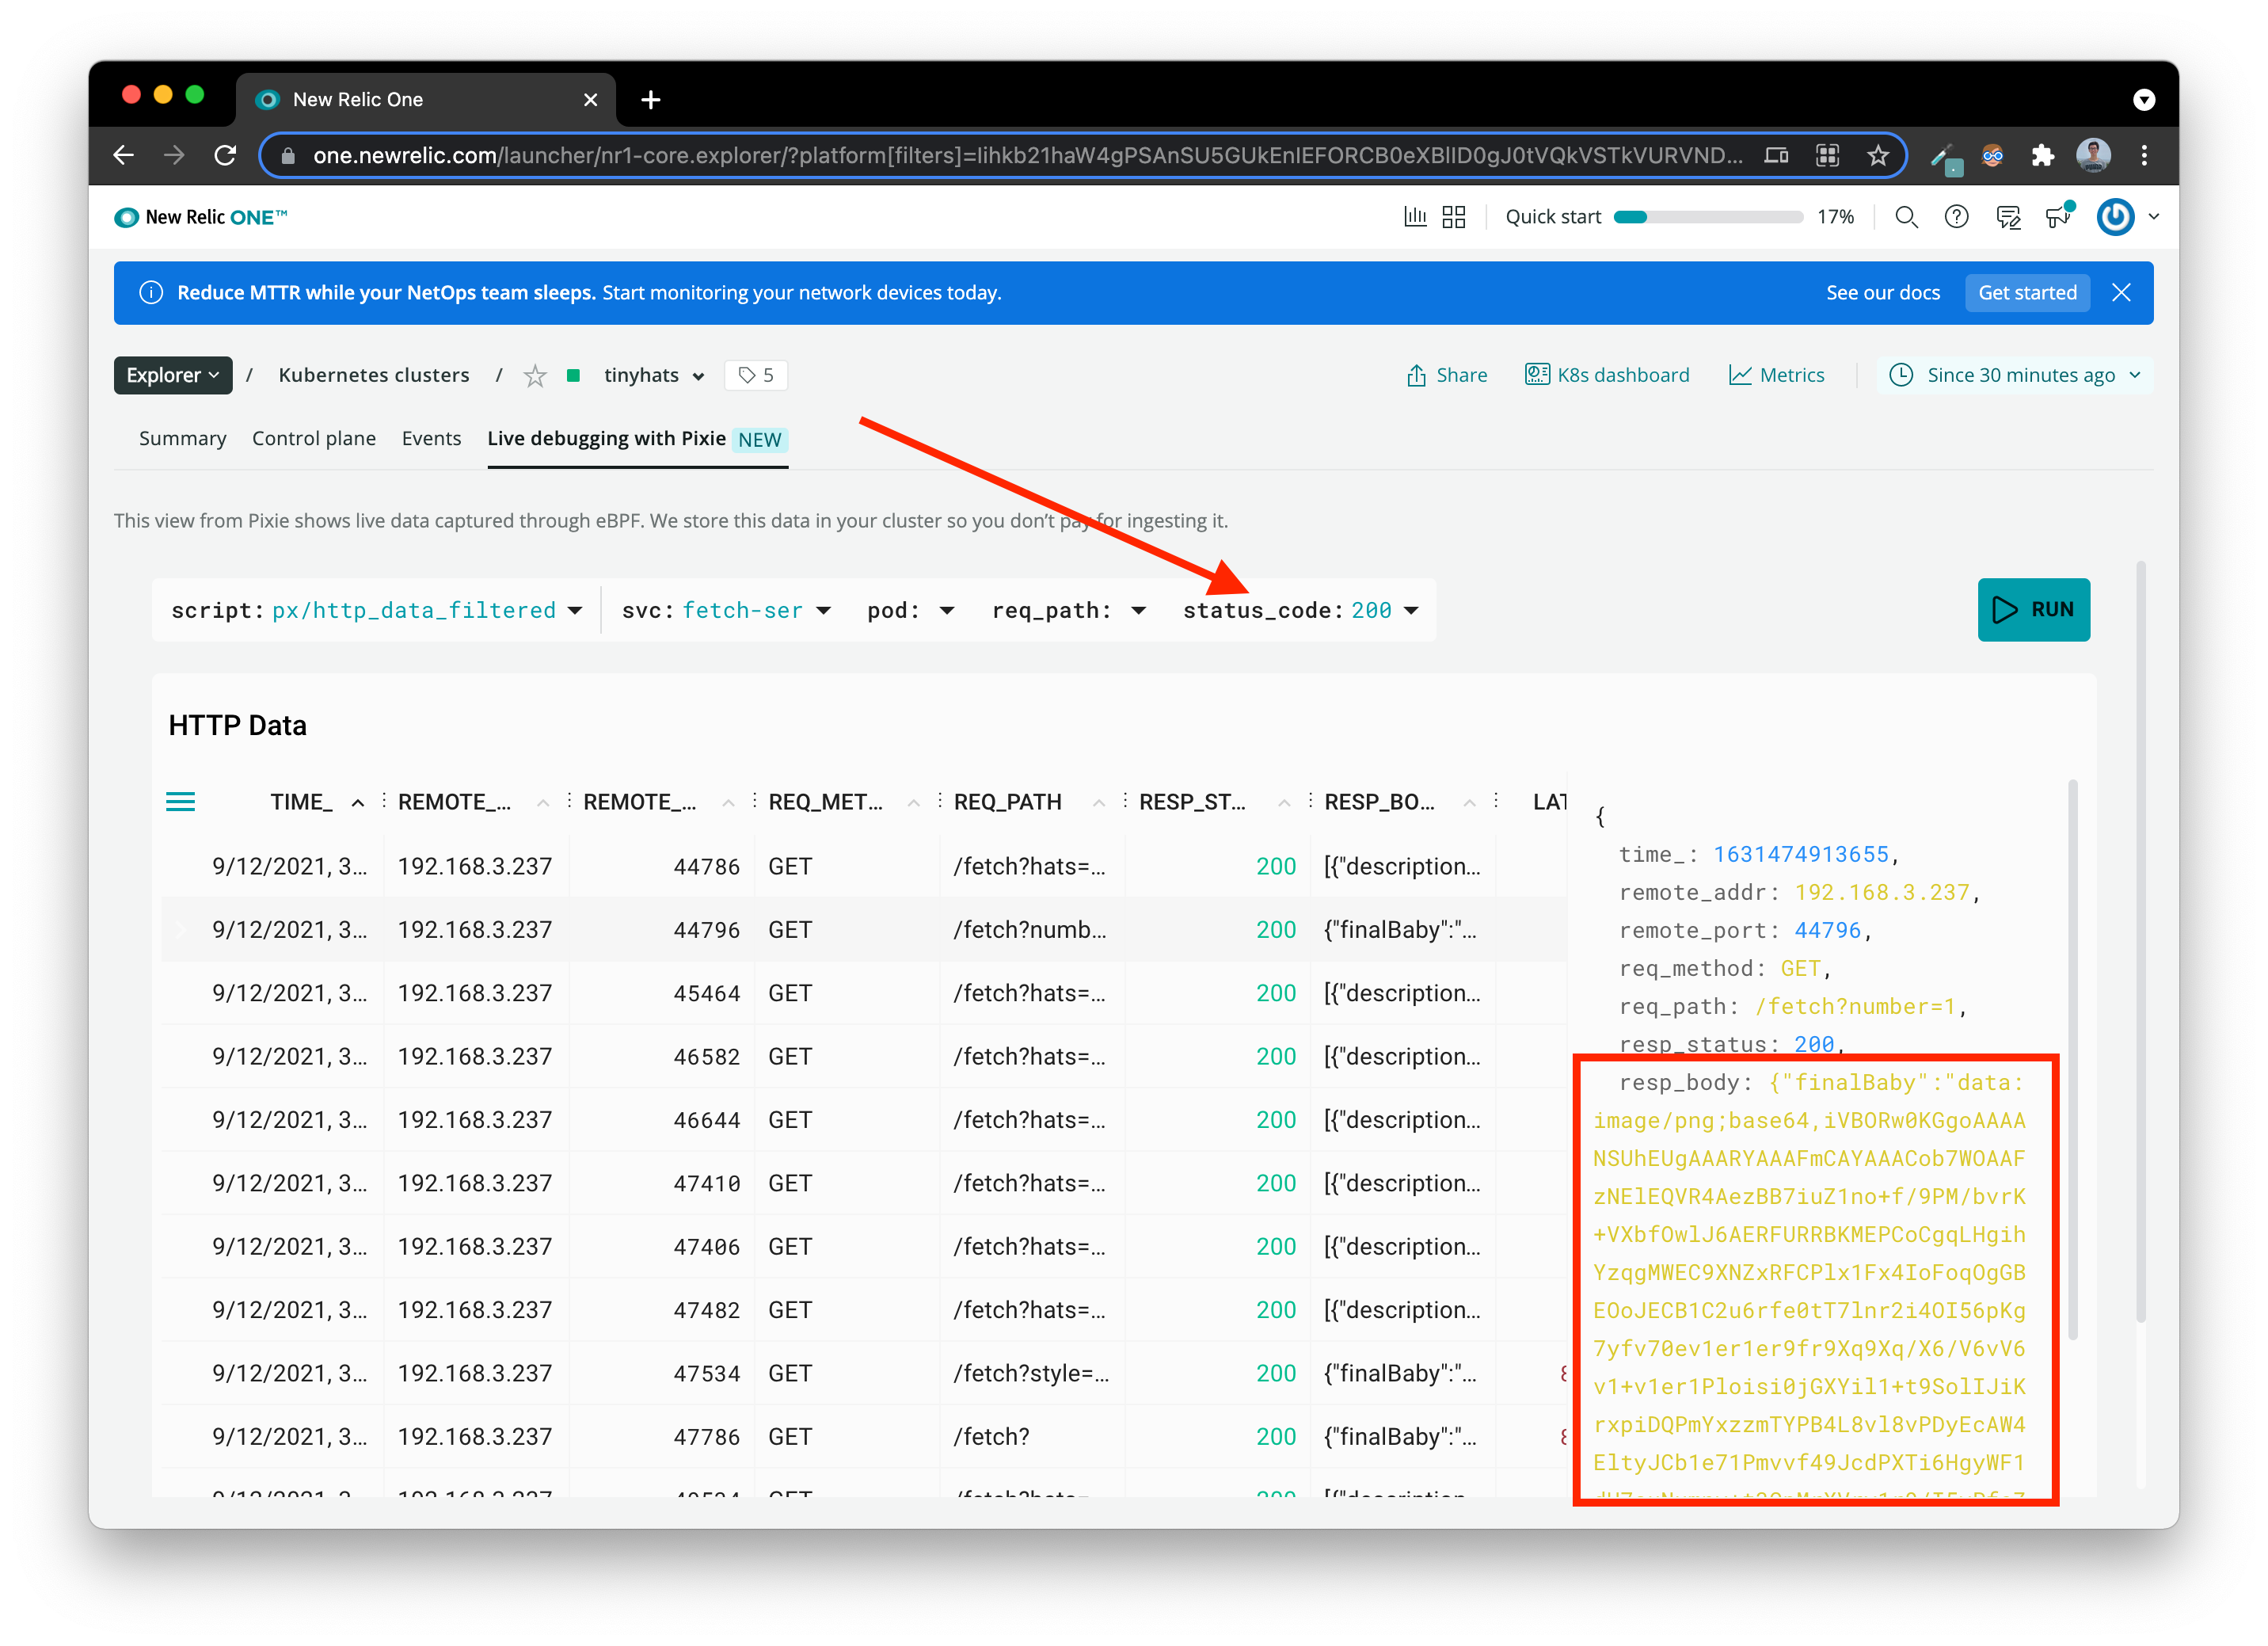 New Relic One
one.newrelic.com/launcher/nr1-core.explorer/?platform[filters]=Iihkb21haW4gPSAnSU5GUkEnIEFORCB0eXBlID0gJ0tVQkVSTkVURVND...
New Relic ONE™
Quick start 17%
Reduce MTTR while your NetOps team sleeps. Start monitoring your network devices today.
See our docs Get started
Explorer / Kubernetes clusters / tinyhats 5
Share K8s dashboard Metrics Since 30 minutes ago
Summary Control plane Events Live debugging with Pixie NEW
This view from Pixie shows live data captured through eBPF. We store this data in your cluster so you don't pay for ingesting it.
script: px/http_data_filtered svc: fetch-ser pod: req_path: status_code: 200
RUN
HTTP Data
TIME_ REMOTE_... REMOTE_... REQ_MET... REQ_PATH RESP_ST... RESP_BO... LAT
9/12/2021, 3... 192.168.3.237 44786 GET /fetch?hats=... 200 [{"description...
9/12/2021, 3... 192.168.3.237 44796 GET /fetch?numb... 200 {"finalBaby":"...
9/12/2021, 3... 192.168.3.237 45464 GET /fetch?hats=... 200 [{"description...
9/12/2021, 3... 192.168.3.237 46582 GET /fetch?hats=... 200 [{"description...
9/12/2021, 3... 192.168.3.237 46644 GET /fetch?hats=... 200 [{"description...
9/12/2021, 3... 192.168.3.237 47410 GET /fetch?hats=... 200 [{"description...
9/12/2021, 3... 192.168.3.237 47406 GET /fetch?hats=... 200 [{"description...
9/12/2021, 3... 192.168.3.237 47482 GET /fetch?hats=... 200 [{"description...
9/12/2021, 3... 192.168.3.237 47534 GET /fetch?style=... 200 {"finalBaby":"...
9/12/2021, 3... 192.168.3.237 47786 GET /fetch? 200 {"finalBaby":"...
{
time_: 1631474913655,
remote_addr: 192.168.3.237,
remote_port: 44796,
req_method: GET,
req_path: /fetch?number=1,
resp_status: 200,
resp_body: {"finalBaby":"data:
image/png;base64,iVBORw0KGgoAAAA
NSUhEUgAAARYAAAFmCAYAAACob7WOAAF
zNElEQVR4AezBB7iuZ1no+f/9PM/bvrK
+VXbfOwlJ6AERFURRBKMEPCoCgqLHgih
YzqgMWEC9XNZxRFCPlx1Fx4IoFoqOgGB
EOoJECB1C2u6rfe0tT7lnr2i4OI56pKg
7yfv70ev1er1er9fr9Xq9Xq/X6/V6vV6
v1+v1er1Ploisi0jGXYil1+t9SolIJiK
rxpiDQPmYxzzmTYPB4L8vl8vPDyEcAW4
EltyJCb1e71Pmvvf49JcdPXTi6HgyWF1